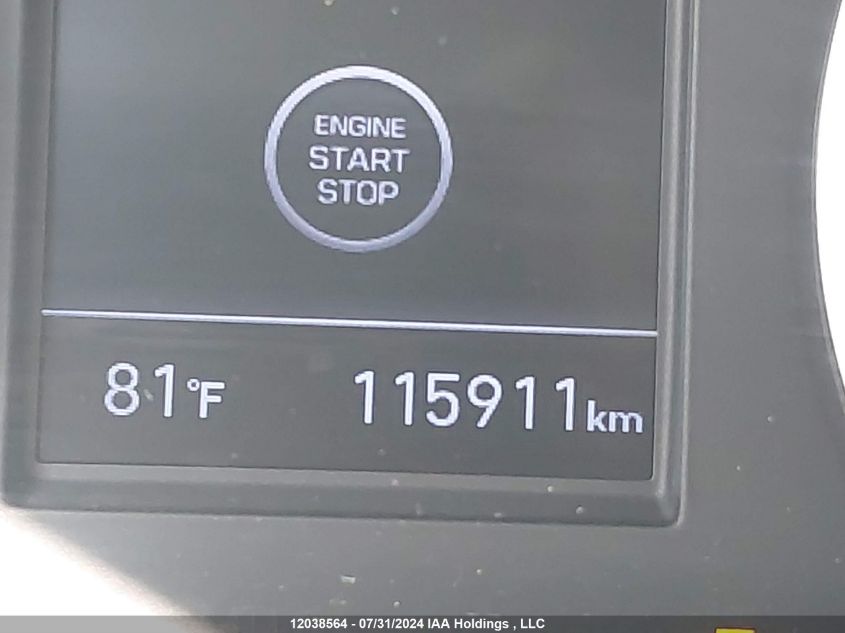 ENGINE
START
STOP
81°F 115911km
12038564 - 07/31/2024 IAA Holdings , LLC